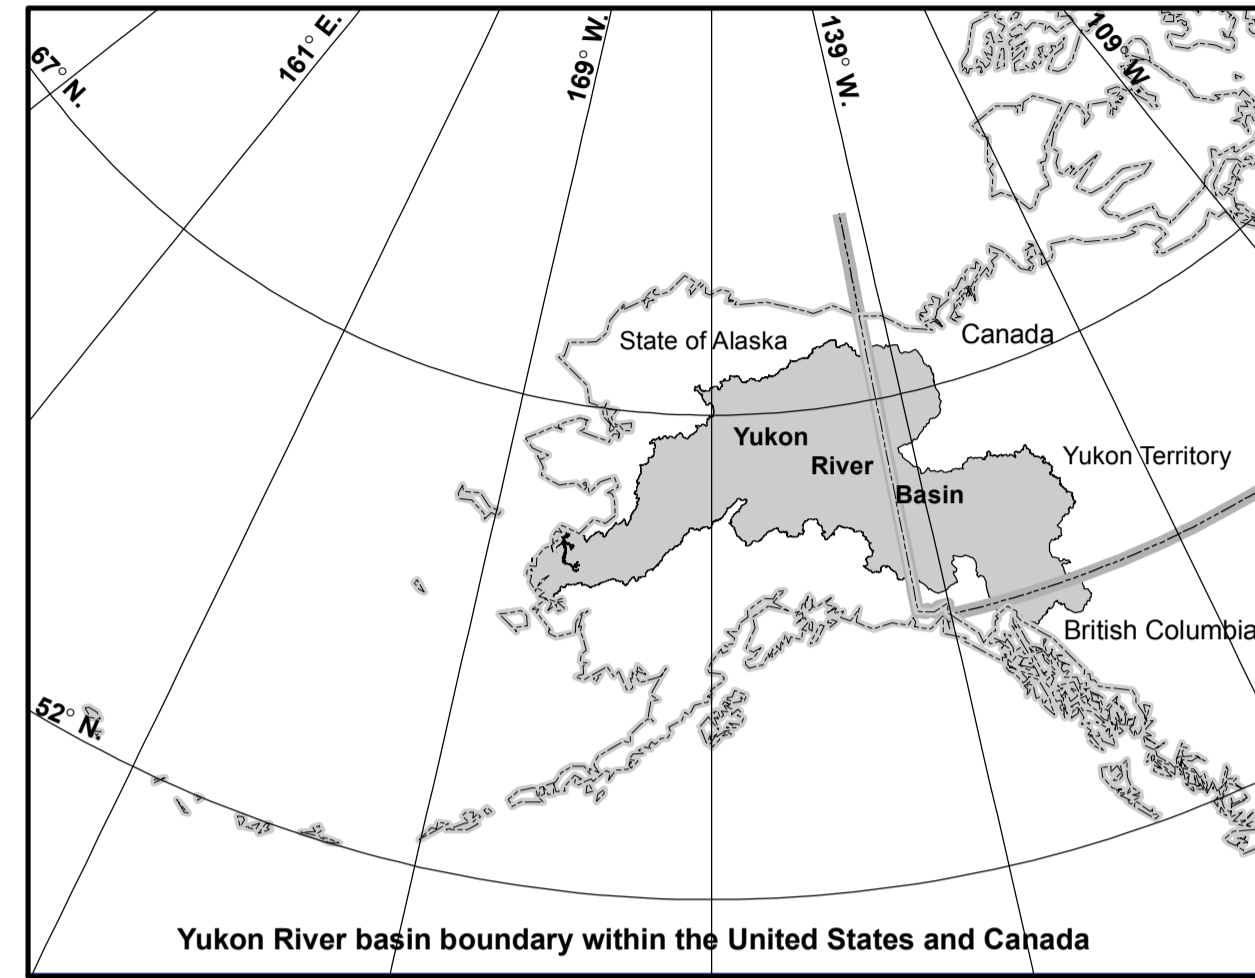 67° N.
161° E.
169° W.
139° W.
109° W.
State of Alaska
Canada
Yukon
River
Basin
Yukon Territory
British Columbia
52° N.
Yukon River basin boundary within the United States and Canada